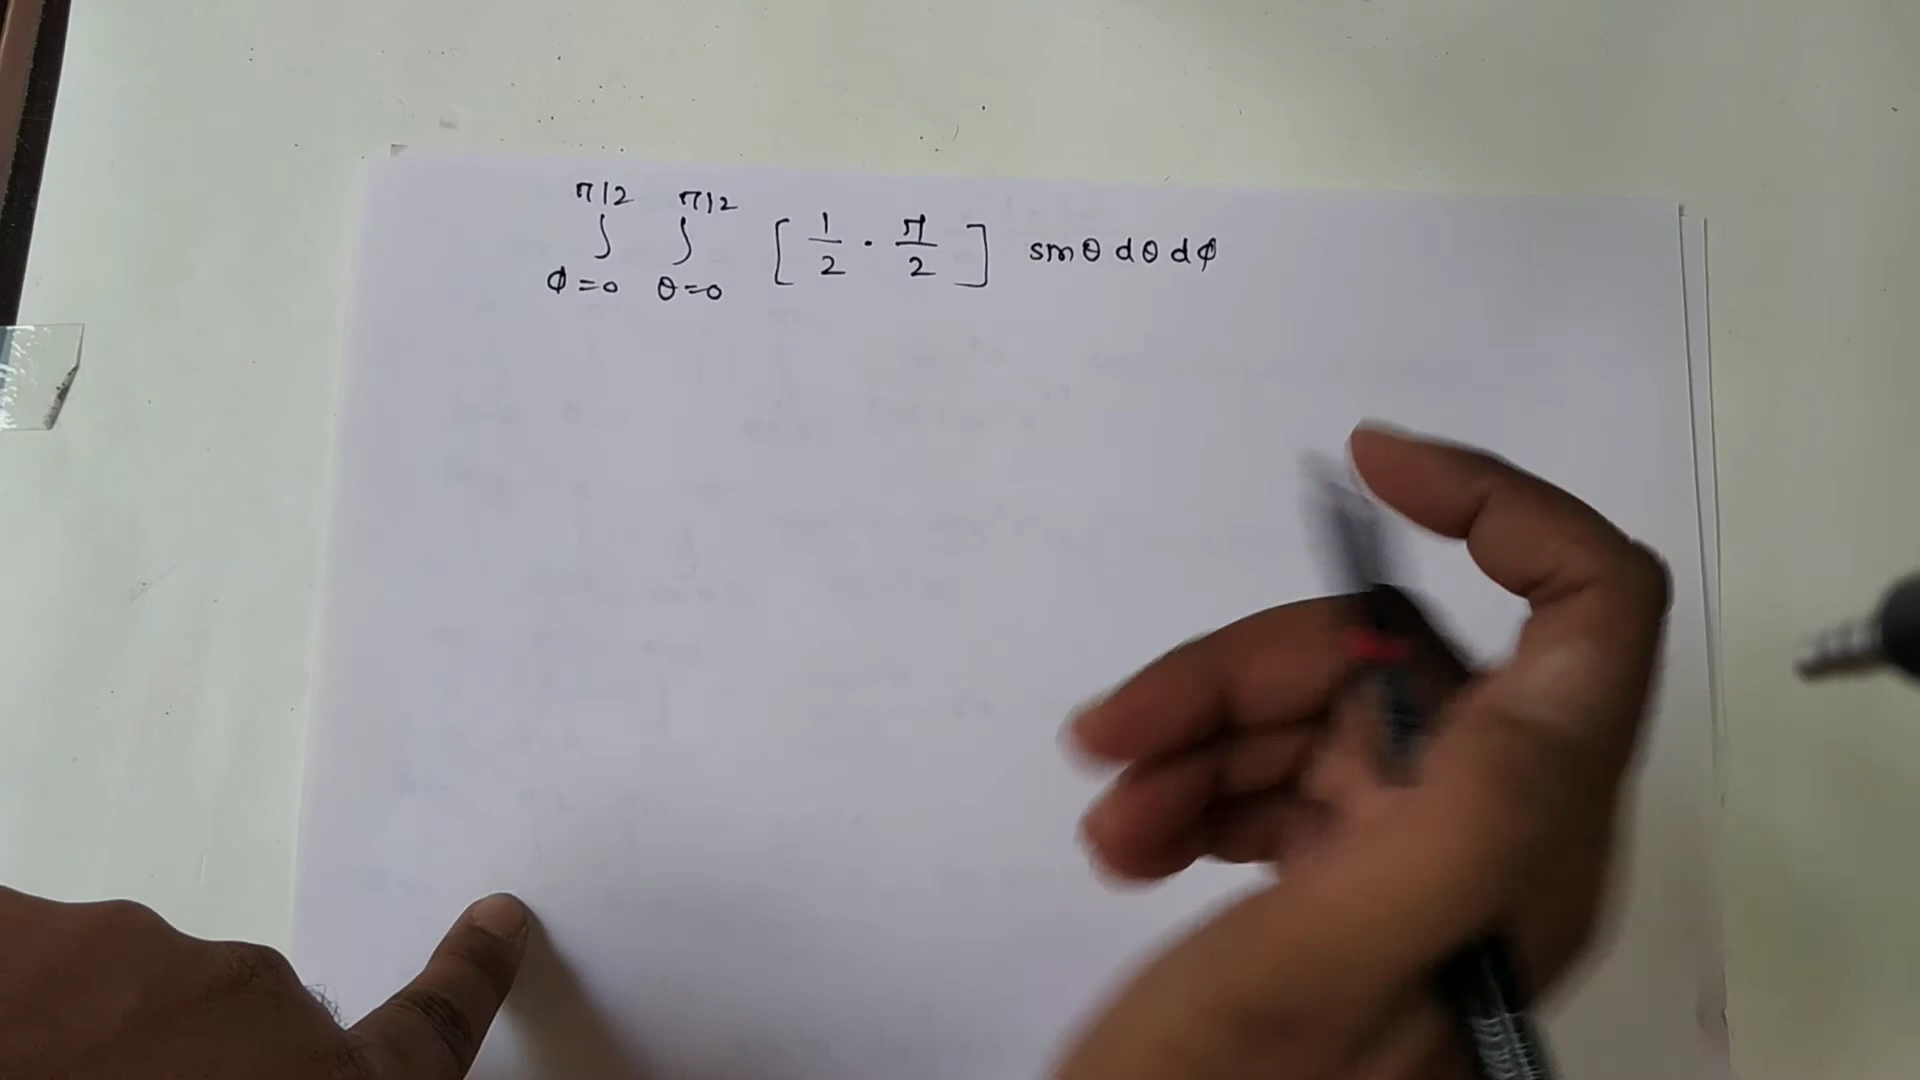 ∫_{ϕ=0}^{π/2} ∫_{θ=0}^{π/2} [ 1/2 · π/2 ] sinθ dθ dϕ